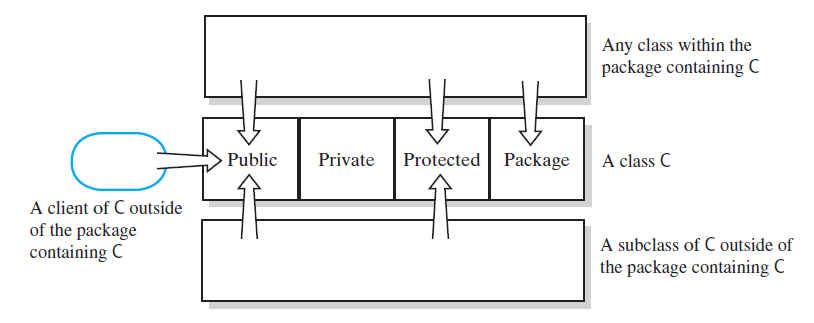 Any class within the
package containing C
Public
Private
Protected
Package
A class C
A client of C outside
of the package
containing C
A subclass of C outside of
the package containing C